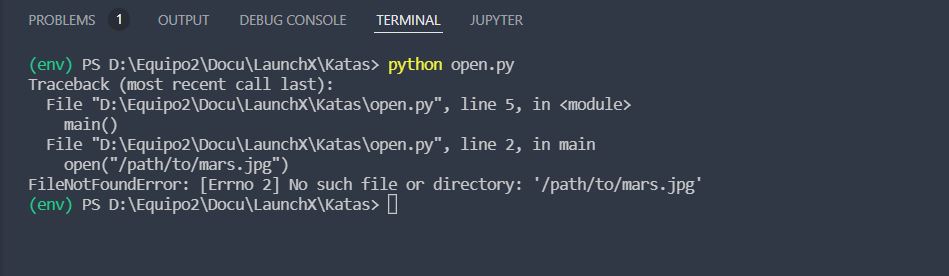 PROBLEMS 1 OUTPUT DEBUG CONSOLE TERMINAL JUPYTER
(env) PS D:\Equipo2\Docu\LaunchX\Katas> python open.py
Traceback (most recent call last):
  File "D:\Equipo2\Docu\LaunchX\Katas\open.py", line 5, in <module>
    main()
  File "D:\Equipo2\Docu\LaunchX\Katas\open.py", line 2, in main
    open("/path/to/mars.jpg")
FileNotFoundError: [Errno 2] No such file or directory: '/path/to/mars.jpg'
(env) PS D:\Equipo2\Docu\LaunchX\Katas>